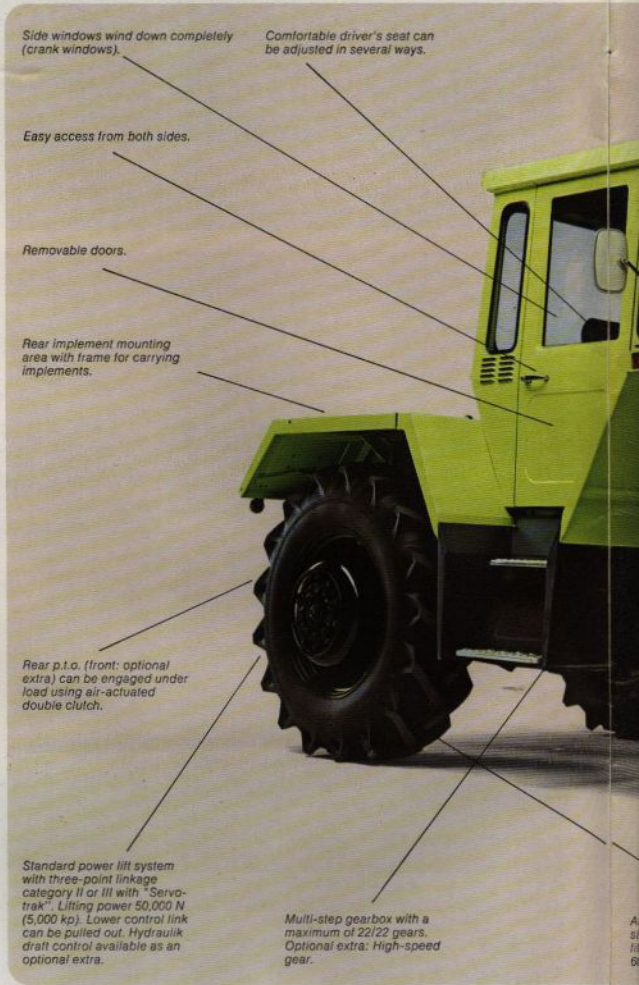 Side windows wind down completely
(crank windows).
Comfortable driver's seat can
be adjusted in several ways.
Easy access from both sides.
Removable doors.
Rear implement mounting
area with frame for carrying
implements.
Rear p.t.o. (front: optional
extra) can be engaged under
load using air-actuated
double clutch.
Standard power lift system
with three-point linkage
category II or III with "Servo-
trak". Lifting power 50,000 N
(5,000 kp). Lower control link
can be pulled out. Hydraulik
draft control available as an
optional extra.
Multi-step gearbox with a
maximum of 22/22 gears.
Optional extra: High-speed
gear.